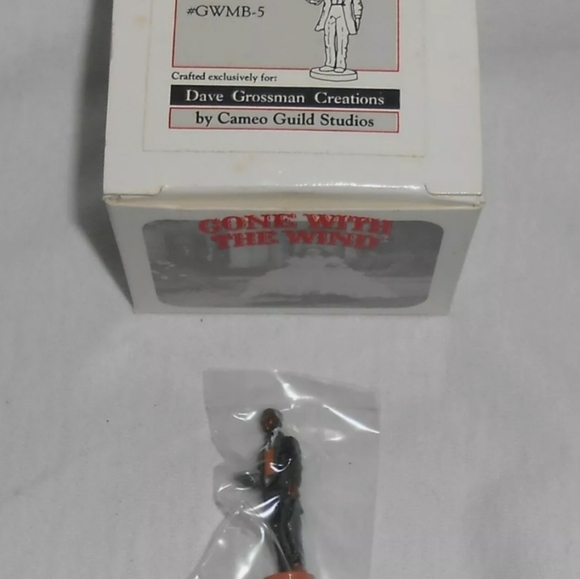 #GWMB-5
Crafted exclusively for:
Dave Grossman Creations
by Cameo Guild Studios
GONE WITH
THE WIND